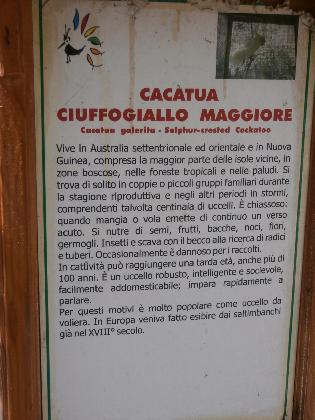 CACATUA
CIUFFOGIALLO MAGGIORE
Cacatua galerita - Sulphur-crested Cockatoo
Vive in Australia settentrionale ed orientale e in Nuova
Guinea, compresa la maggior parte delle isole vicine, in
zone boscose, nelle foreste tropicali e nelle paludi. Si
trova di solito in coppie o piccoli gruppi familiari durante
la stagione riproduttiva e negli altri periodi in stormi,
comprendenti talvolta centinaia di uccelli. È chiassoso:
quando mangia o vola emette di continuo un verso
acuto. Si nutre di semi, frutti, bacche, noci, fiori,
germogli. Insetti e scava con il becco alla ricerca di radici
e tuberi. Occasionalmente è dannoso per i raccolti.
In cattività può raggiungere una tarda età, anche più di
100 anni. È un uccello robusto, intelligente e socievole,
facilmente addomesticabile; impara rapidamente a
parlare.
Per questi motivi è molto popolare come uccello da
voliera. In Europa veniva fatto esibire dai saltimbanchi
già nel XVIII° secolo.